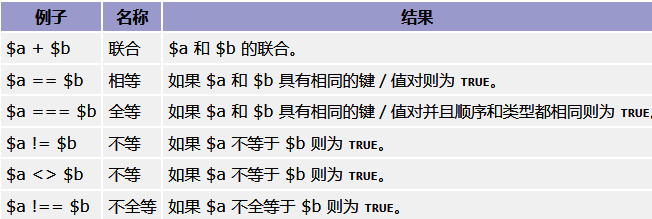 例子 名称 结果
$a + $b 联合 $a 和 $b 的联合。
$a == $b 相等 如果 $a 和 $b 具有相同的键 / 值对则为 TRUE。
$a === $b 全等 如果 $a 和 $b 具有相同的键 / 值对并且顺序和类型都相同则为 TRUE。
$a != $b 不等 如果 $a 不等于 $b 则为 TRUE。
$a <> $b 不等 如果 $a 不等于 $b 则为 TRUE。
$a !== $b 不全等 如果 $a 不全等于 $b 则为 TRUE。